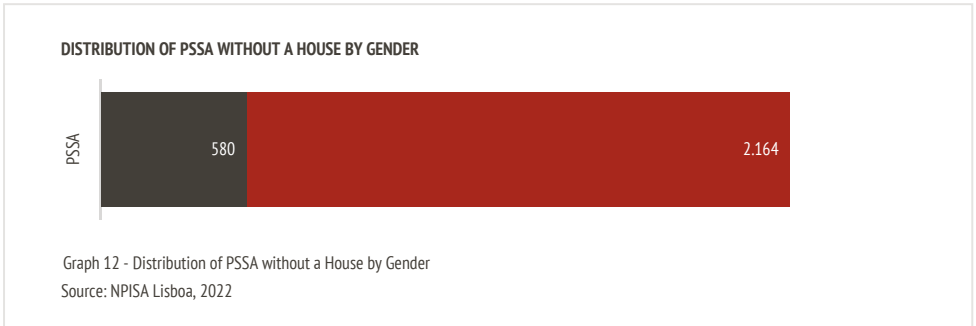 DISTRIBUTION OF PSSA WITHOUT A HOUSE BY GENDER
PSSA
580
2.164
Graph 12 - Distribution of PSSA without a House by Gender
Source: NPISA Lisboa, 2022